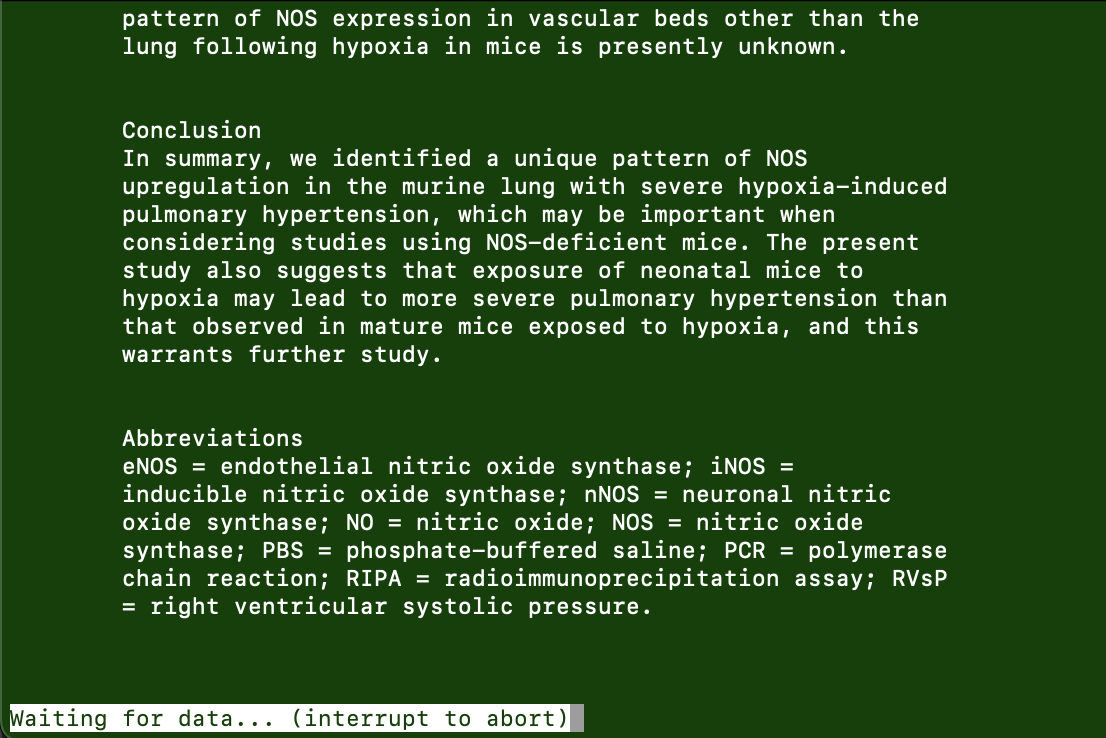 pattern of NOS expression in vascular beds other than the
lung following hypoxia in mice is presently unknown.
Conclusion
In summary, we identified a unique pattern of NOS
upregulation in the murine lung with severe hypoxia-induced
pulmonary hypertension, which may be important when
considering studies using NOS-deficient mice. The present
study also suggests that exposure of neonatal mice to
hypoxia may lead to more severe pulmonary hypertension than
that observed in mature mice exposed to hypoxia, and this
warrants further study.
Abbreviations
eNOS = endothelial nitric oxide synthase; iNOS =
inducible nitric oxide synthase; nNOS = neuronal nitric
oxide synthase; NO = nitric oxide; NOS = nitric oxide
synthase; PBS = phosphate-buffered saline; PCR = polymerase
chain reaction; RIPA = radioimmunoprecipitation assay; RVsP
= right ventricular systolic pressure.
Waiting for data... (interrupt to abort)